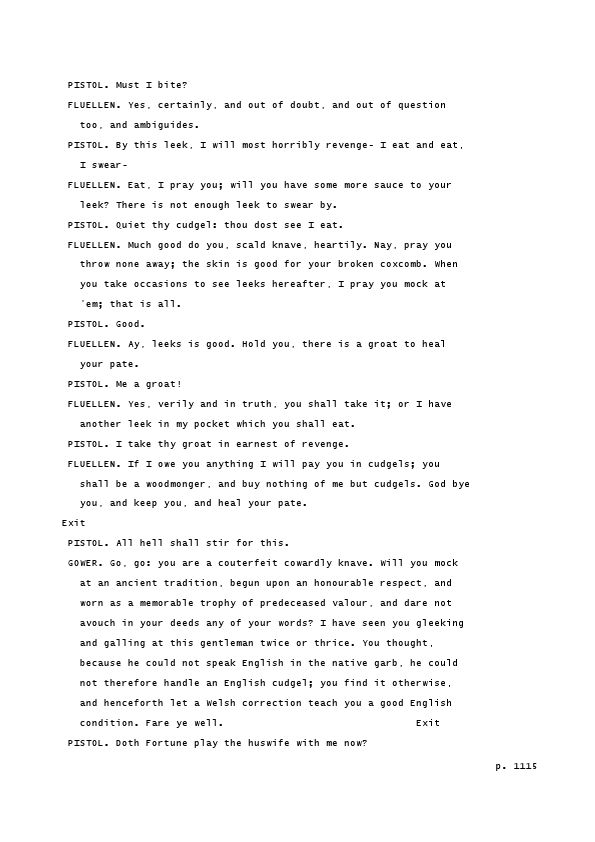 PISTOL. Must I bite?
FLUELLEN. Yes, certainly, and out of doubt, and out of question
too, and ambiguides.
PISTOL. By this leek, I will most horribly revenge- I eat and eat,
I swear-
FLUELLEN. Eat, I pray you; will you have some more sauce to your
leek? There is not enough leek to swear by.
PISTOL. Quiet thy cudgel: thou dost see I eat.
FLUELLEN. Much good do you, scald knave, heartily. Nay, pray you
throw none away; the skin is good for your broken coxcomb. When
you take occasions to see leeks hereafter, I pray you mock at
'em; that is all.
PISTOL. Good.
FLUELLEN. Ay, leeks is good. Hold you, there is a groat to heal
your pate.
PISTOL. Me a groat!
FLUELLEN. Yes, verily and in truth, you shall take it; or I have
another leek in my pocket which you shall eat.
PISTOL. I take thy groat in earnest of revenge.
FLUELLEN. If I owe you anything I will pay you in cudgels; you
shall be a woodmonger, and buy nothing of me but cudgels. God bye
you, and keep you, and heal your pate.
Exit
PISTOL. All hell shall stir for this.
GOWER. Go, go: you are a couterfeit cowardly knave. Will you mock
at an ancient tradition, begun upon an honourable respect, and
worn as a memorable trophy of predeceased valour, and dare not
avouch in your deeds any of your words? I have seen you gleeking
and galling at this gentleman twice or thrice. You thought,
because he could not speak English in the native garb, he could
not therefore handle an English cudgel; you find it otherwise,
and henceforth let a Welsh correction teach you a good English
condition. Fare ye well. Exit
PISTOL. Doth Fortune play the huswife with me now?
p. 1115